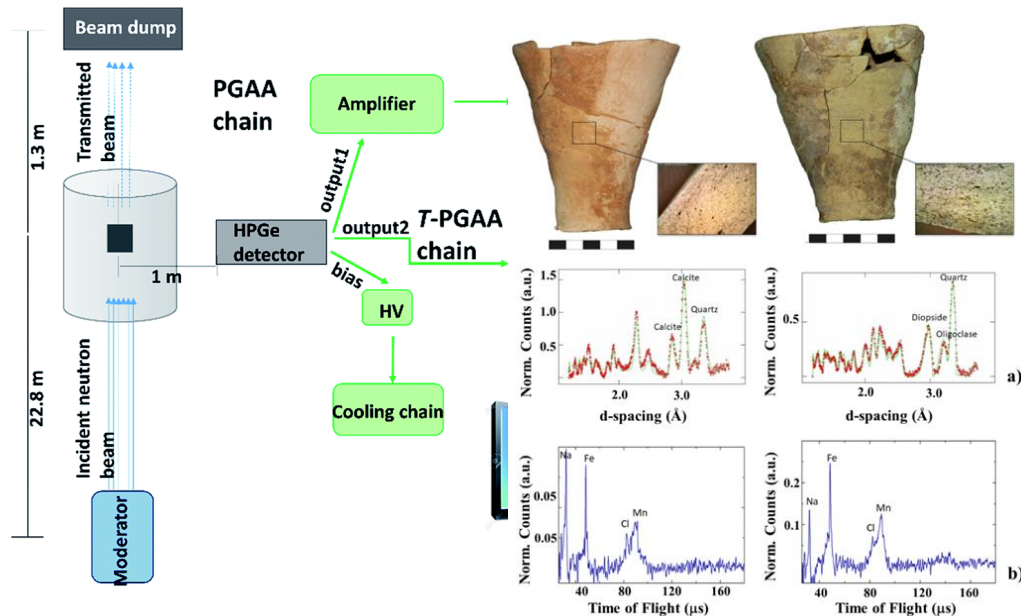 Beam dump
1.3 m
Transmitted
beam
22.8 m
Incident neutron
beam
Moderator
1 m
PGAA
chain
HPGe
detector
output1
Amplifier
output2
T-PGAA
chain
bias
HV
Cooling chain
Norm. Counts (a.u.)
1.5
1.0
0.5
0.0
Calcite
Calcite
Quartz
2.0
3.0
d-spacing (Å)
Norm. Counts (a.u.)
0.5
Quartz
Diopside
Oligoclase
2.0
3.0
d-spacing (Å)
a)
Norm. Counts (a.u.)
0.05
0.05
Na
Fe
Cl
Mn
40
80
120
160
Time of Flight (μs)
Norm. Counts (a.u.)
0.2
0.1
Na
Fe
Cl
Mn
40
80
120
160
Time of Flight (μs)
b)